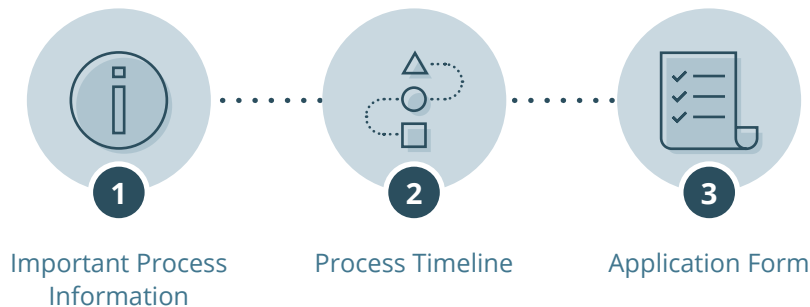 1
Important Process
Information
2
Process Timeline
3
Application Form